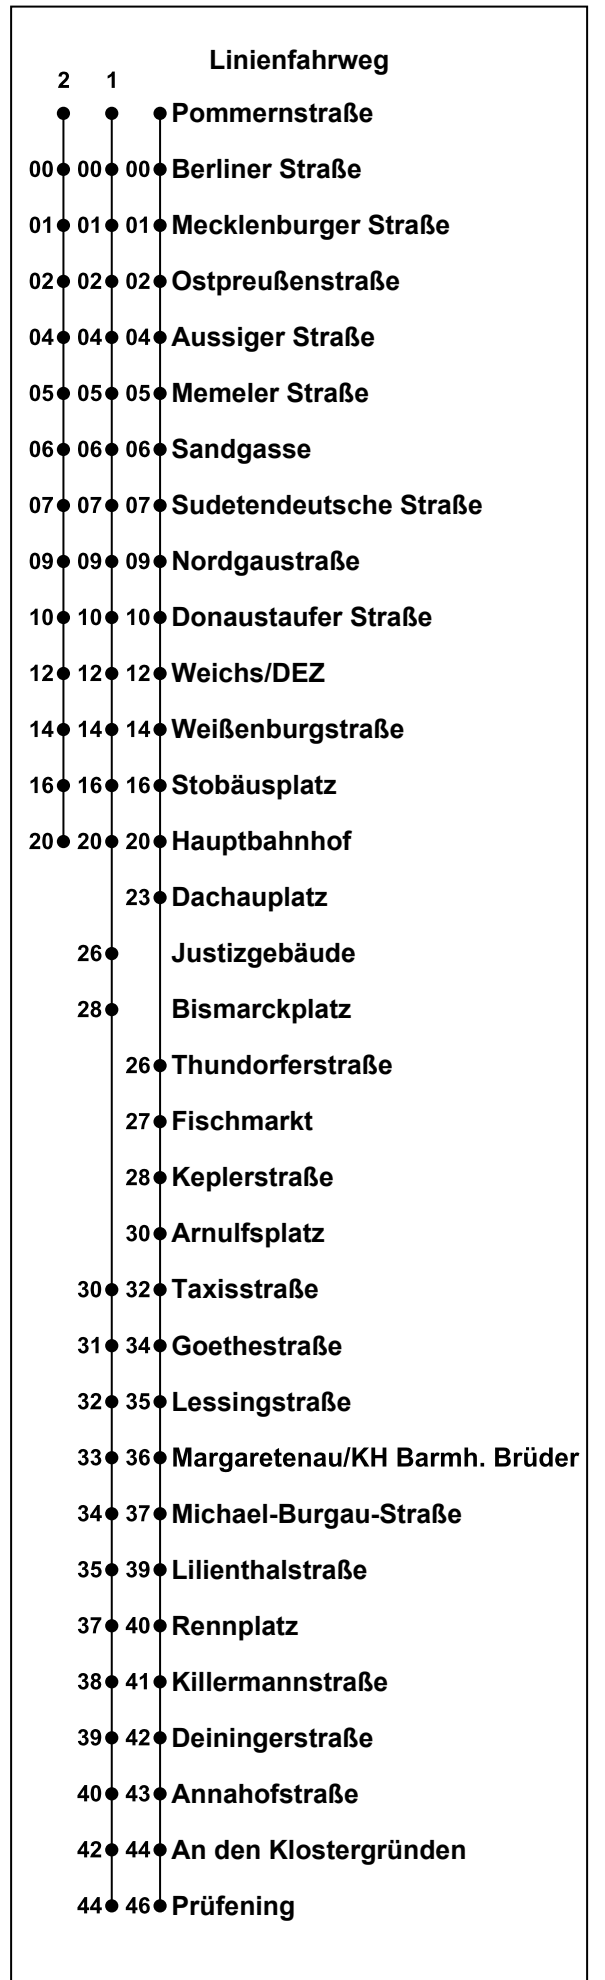 Linienfahrweg
2 1
Pommernstraße
00 00 00 Berliner Straße
01 01 01 Mecklenburger Straße
02 02 02 Ostpreußenstraße
04 04 04 Aussiger Straße
05 05 05 Memeler Straße
06 06 06 Sandgasse
07 07 07 Sudetendeutsche Straße
09 09 09 Nordgaustraße
10 10 10 Donaustaufer Straße
12 12 12 Weichs/DEZ
14 14 14 Weißenburgstraße
16 16 16 Stobäusplatz
20 20 20 Hauptbahnhof
23 Dachauplatz
26 Justizgebäude
28 Bismarckplatz
26 Thundorferstraße
27 Fischmarkt
28 Keplerstraße
30 Arnulfsplatz
30 32 Taxisstraße
31 34 Goethestraße
32 35 Lessingstraße
33 36 Margaretenau/KH Barmh. Brüder
34 37 Michael-Burgau-Straße
35 39 Lilienthalstraße
37 40 Rennplatz
38 41 Killermannstraße
39 42 Deiningerstraße
40 43 Annahofstraße
42 44 An den Klostergründen
44 46 Prüfening